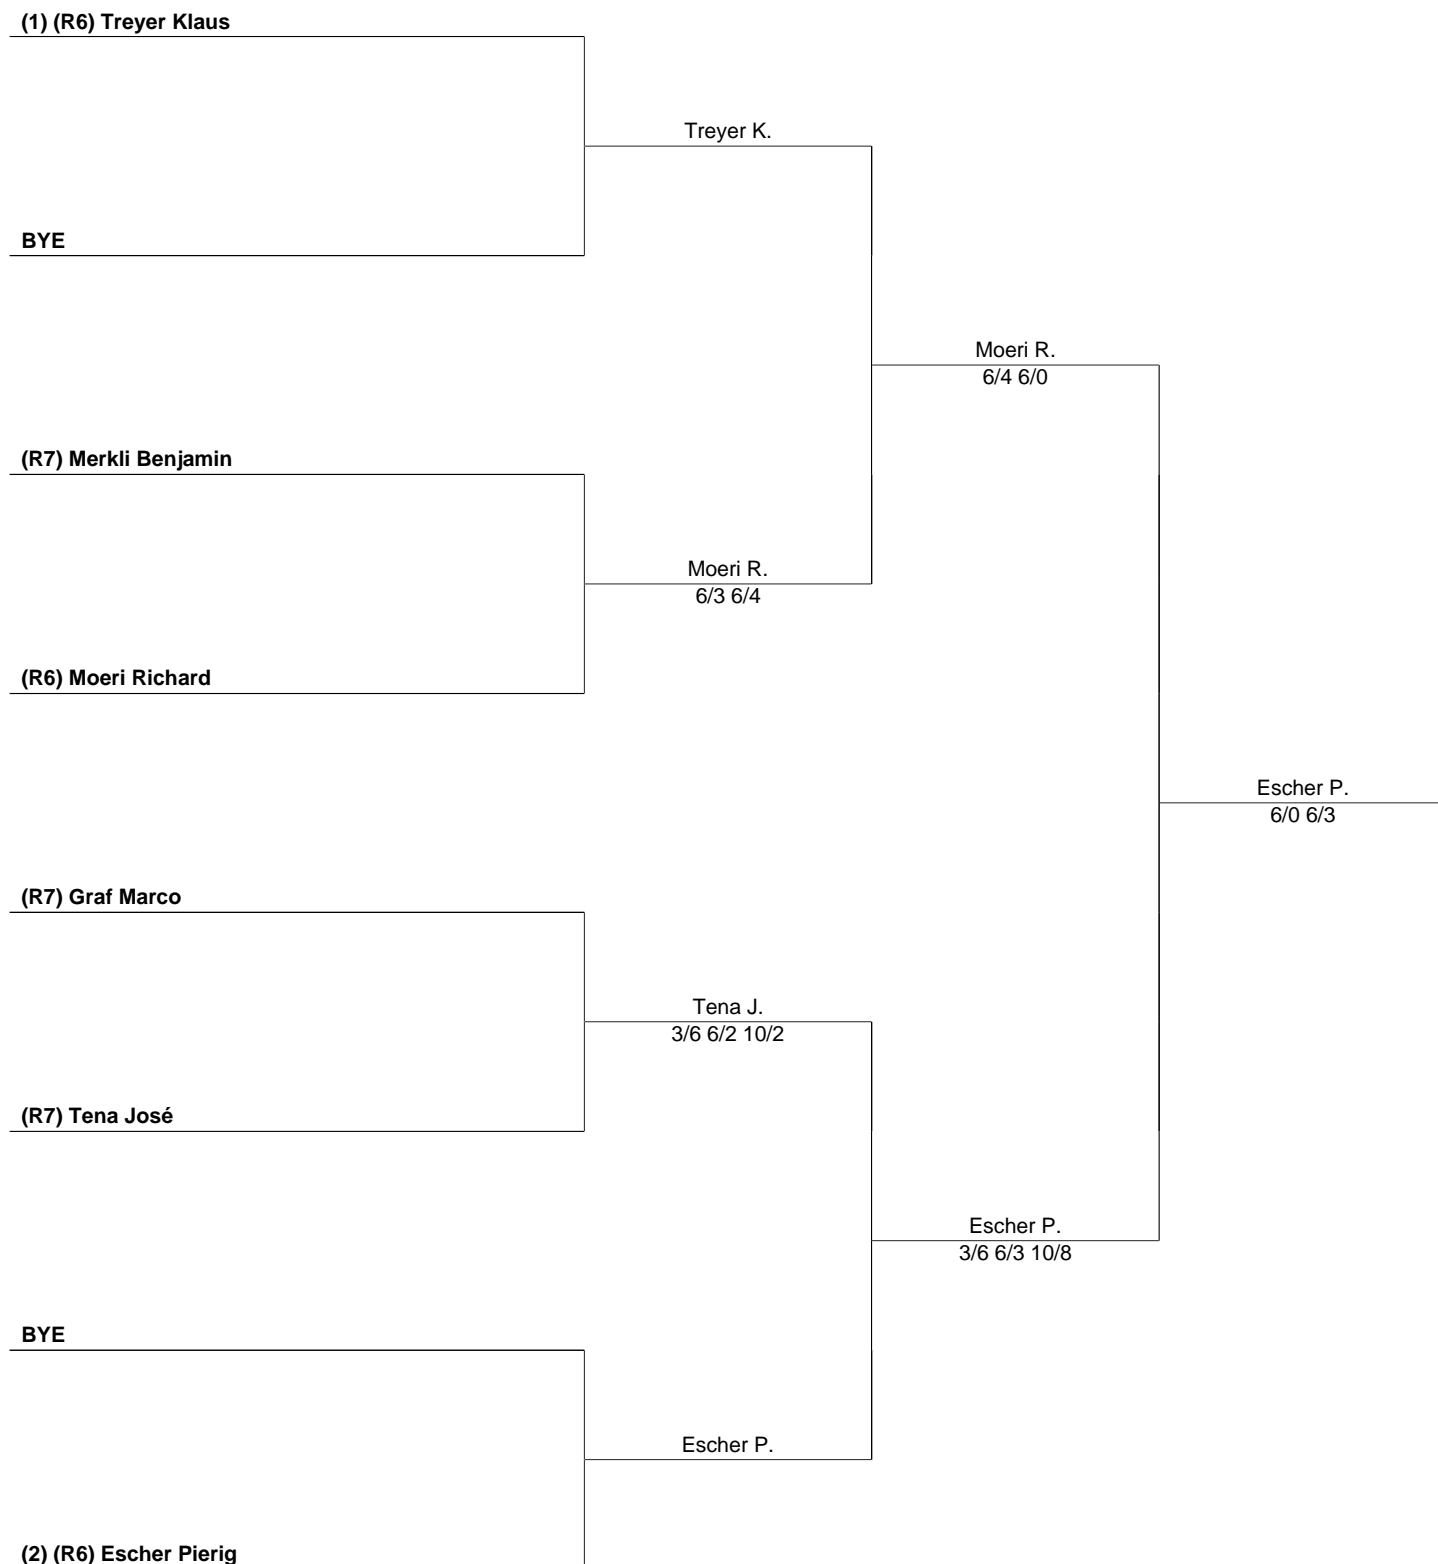 (1) (R6) Treyer Klaus
Treyer K.
BYE
Moeri R.
6/4 6/0
(R7) Merkli Benjamin
Moeri R.
6/3 6/4
(R6) Moeri Richard
Escher P.
6/0 6/3
(R7) Graf Marco
Tena J.
3/6 6/2 10/2
(R7) Tena José
Escher P.
3/6 6/3 10/8
BYE
Escher P.
(2) (R6) Escher Pierig